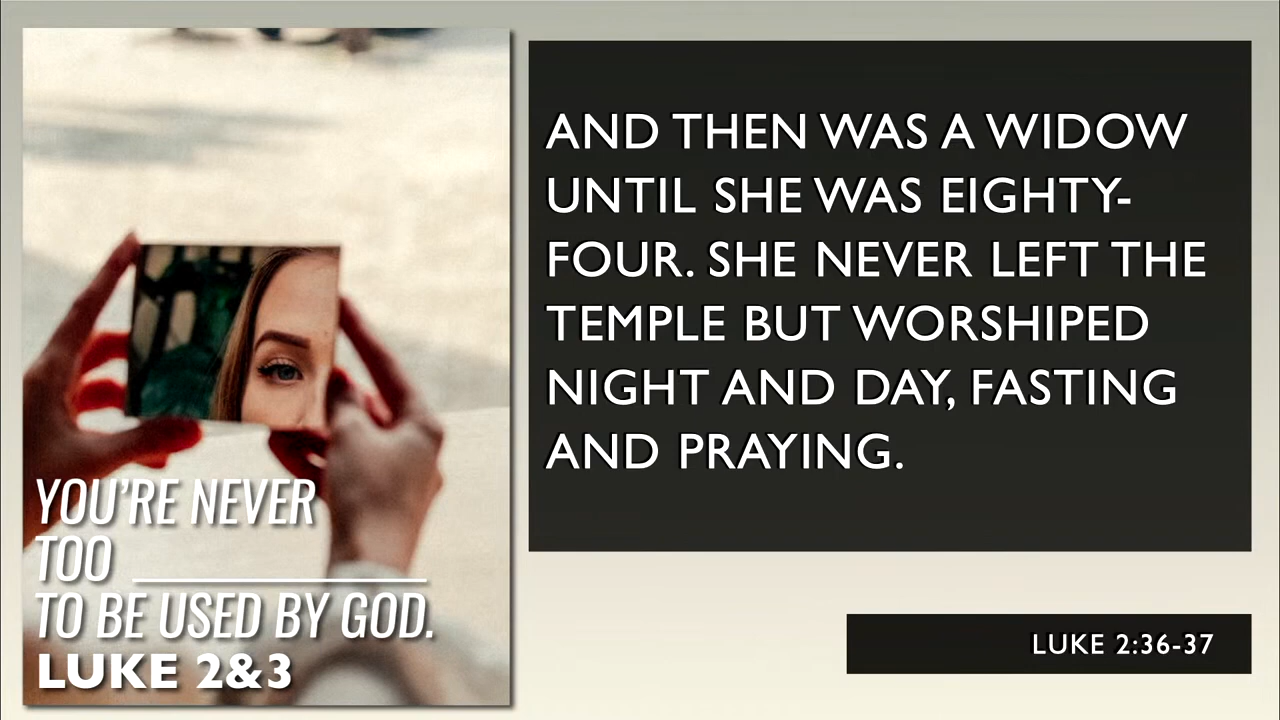 AND THEN WAS A WIDOW
UNTIL SHE WAS EIGHTY-
FOUR. SHE NEVER LEFT THE
TEMPLE BUT WORSHIPED
NIGHT AND DAY, FASTING
AND PRAYING.
YOU'RE NEVER
TOO ____________
TO BE USED BY GOD.
LUKE 2&3
LUKE 2:36-37